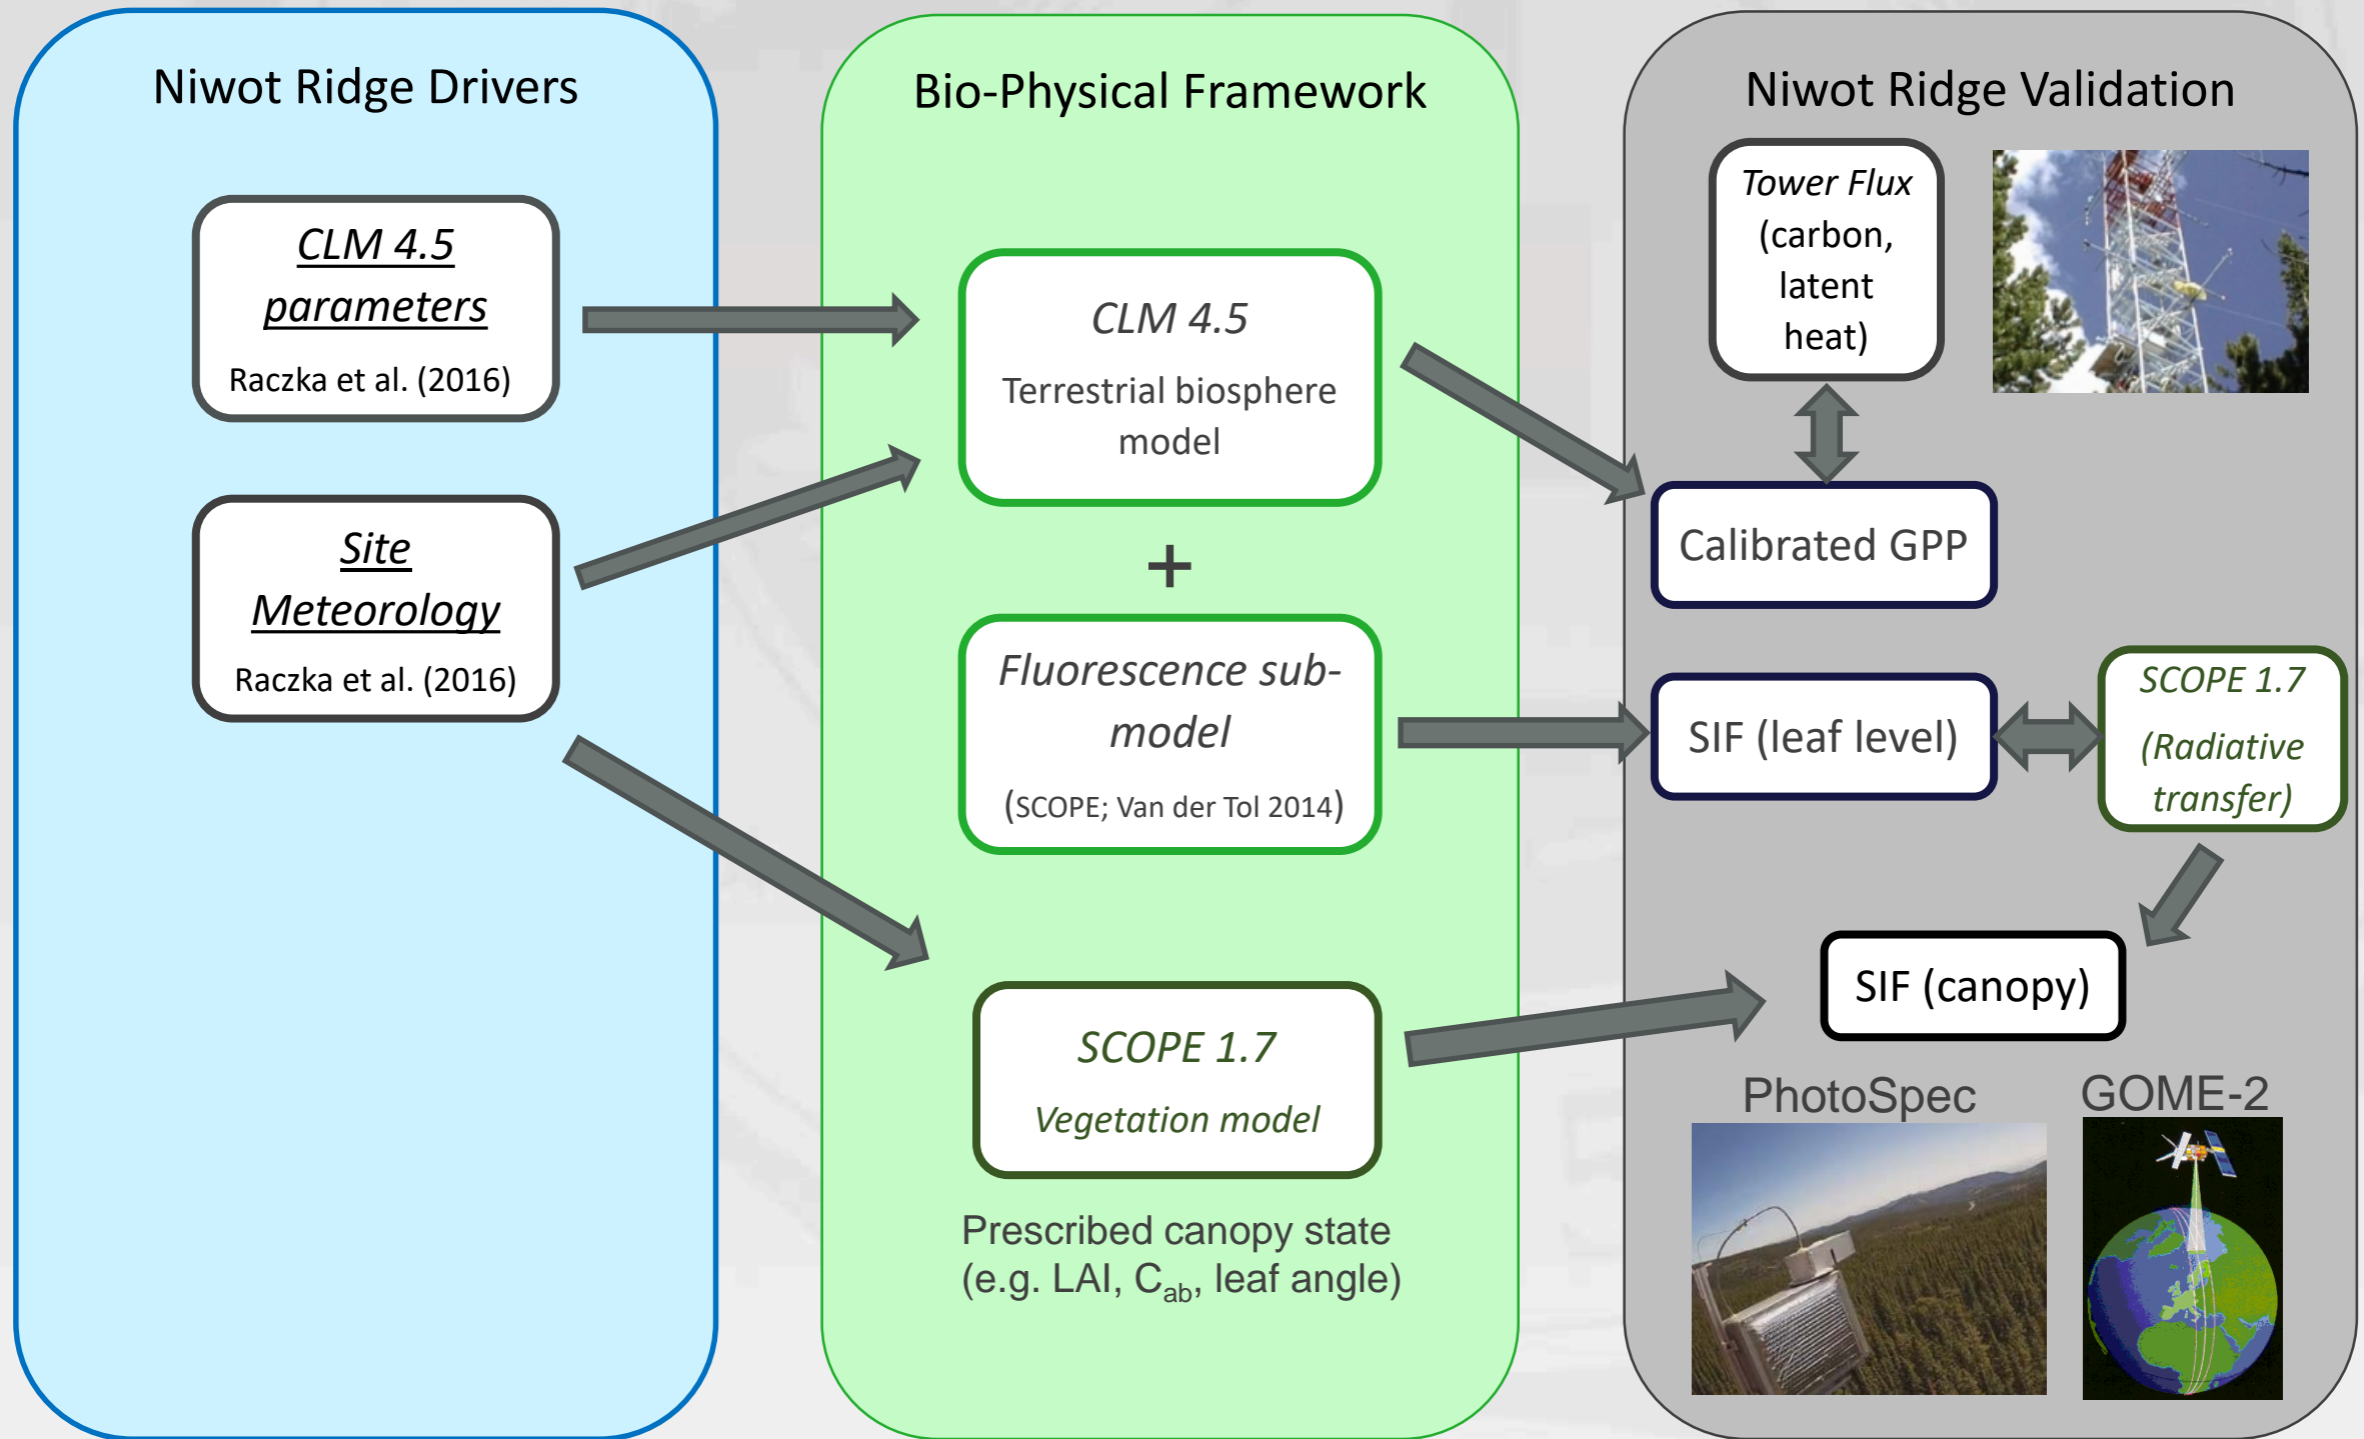 Niwot Ridge Drivers
CLM 4.5
parameters
Raczka et al. (2016)
Site
Meteorology
Raczka et al. (2016)
Bio-Physical Framework
CLM 4.5
Terrestrial biosphere
model
+
Fluorescence sub-
model
(SCOPE; Van der Tol 2014)
SCOPE 1.7
Vegetation model
Prescribed canopy state
(e.g. LAI, Cab, leaf angle)
Niwot Ridge Validation
Tower Flux
(carbon,
latent
heat)
Calibrated GPP
SIF (leaf level)
SCOPE 1.7
(Radiative
transfer)
SIF (canopy)
PhotoSpec
GOME-2